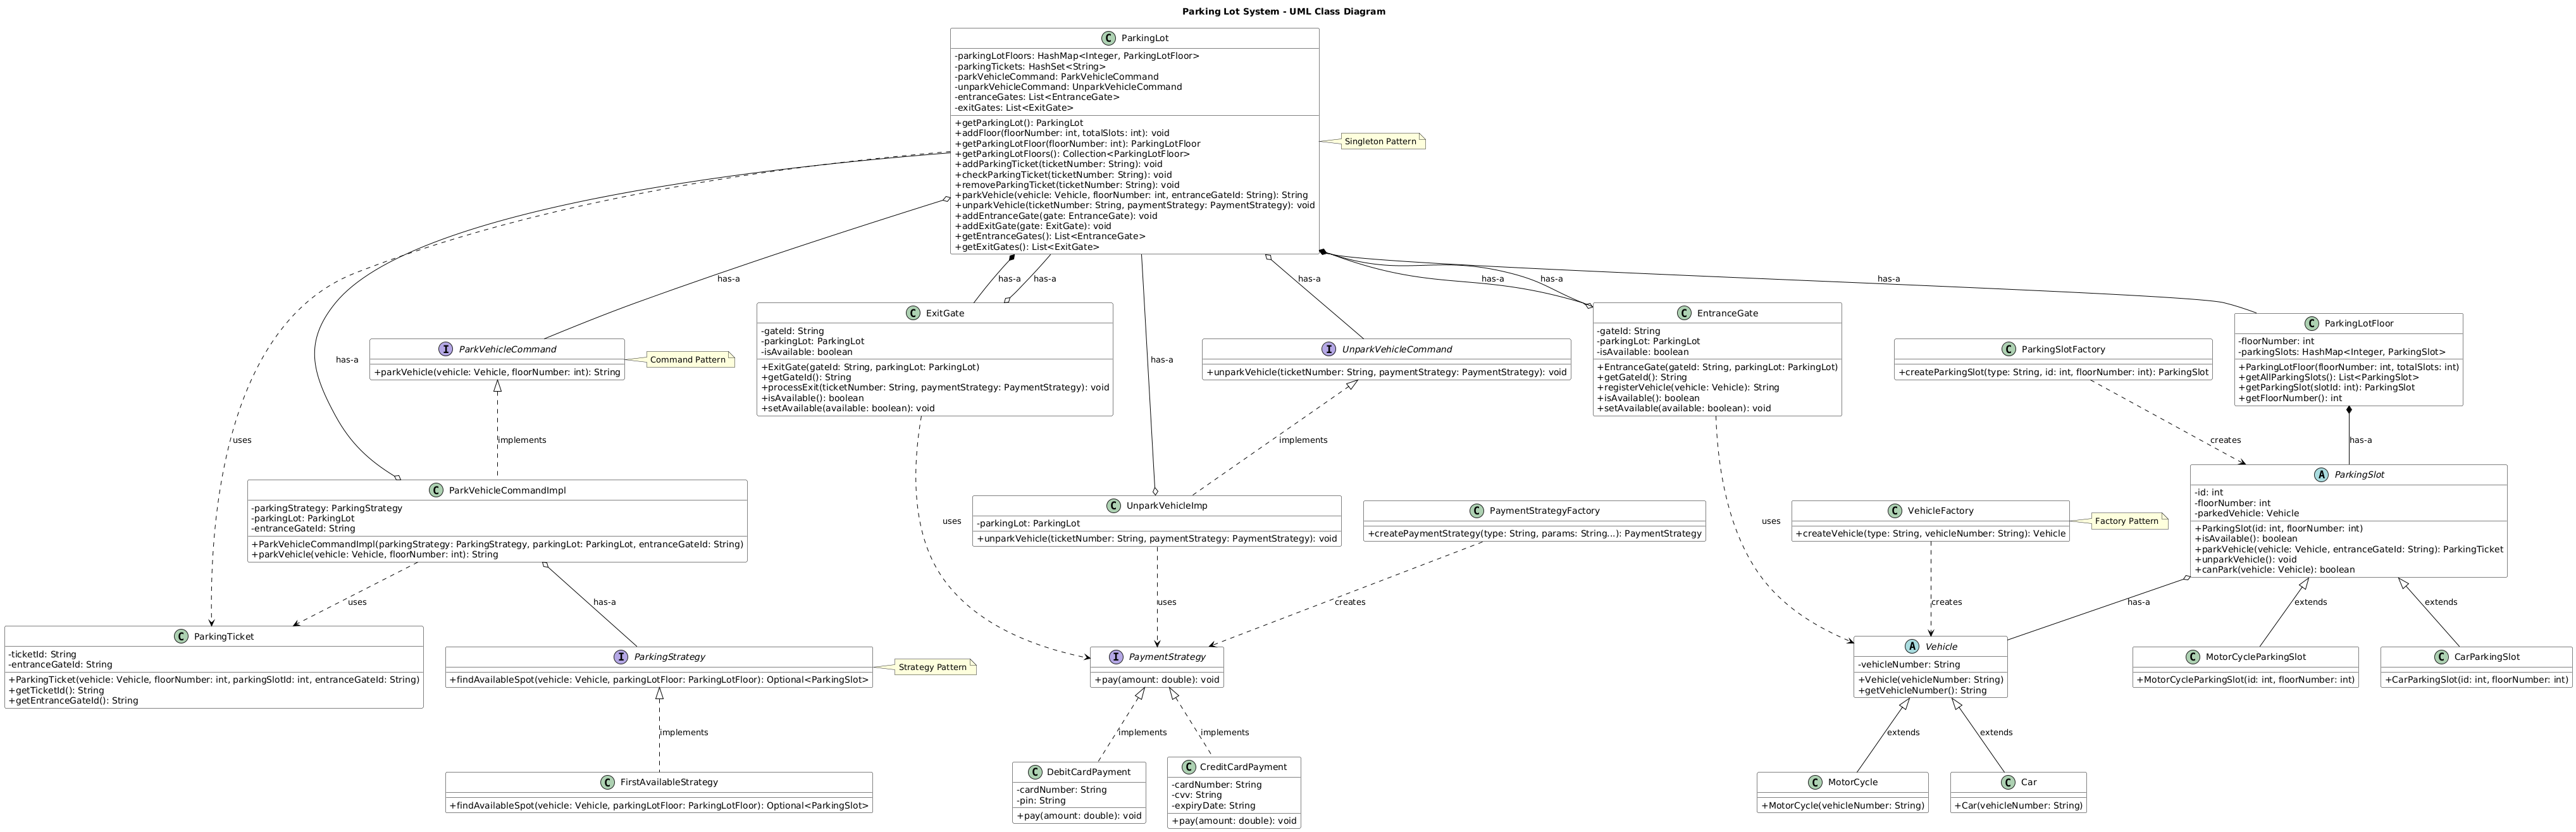 Parking Lot System - UML Class Diagram
C ParkingLot
-parkingLotFloors: HashMap<Integer, ParkingLotFloor>
-parkingTickets: HashSet<String>
-parkVehicleCommand: ParkVehicleCommand
-unparkVehicleCommand: UnparkVehicleCommand
-entranceGates: List<EntranceGate>
-exitGates: List<ExitGate>
+getParkingLot(): ParkingLot
+addFloor(floorNumber: int, totalSlots: int): void
+getParkingLotFloor(floorNumber: int): ParkingLotFloor
+getParkingLotFloors(): Collection<ParkingLotFloor>
+addParkingTicket(ticketNumber: String): void
+checkParkingTicket(ticketNumber: String): void
+removeParkingTicket(ticketNumber: String): void
+parkVehicle(vehicle: Vehicle, floorNumber: int, entranceGateId: String): String
+unparkVehicle(ticketNumber: String, paymentStrategy: PaymentStrategy): void
+addEntranceGate(gate: EntranceGate): void
+addExitGate(gate: ExitGate): void
+getEntranceGates(): List<EntranceGate>
+getExitGates(): List<ExitGate>
Singleton Pattern
has-a
has-a
has-a
has-a
has-a
has-a
has-a
I ParkVehicleCommand
+parkVehicle(vehicle: Vehicle, floorNumber: int): String
Command Pattern
C ExitGate
-gateId: String
-parkingLot: ParkingLot
-isAvailable: boolean
+ExitGate(gateId: String, parkingLot: ParkingLot)
+getGateId(): String
+processExit(ticketNumber: String, paymentStrategy: PaymentStrategy): void
+isAvailable(): boolean
+setAvailable(available: boolean): void
I UnparkVehicleCommand
+unparkVehicle(ticketNumber: String, paymentStrategy: PaymentStrategy): void
C EntranceGate
-gateId: String
-parkingLot: ParkingLot
-isAvailable: boolean
+EntranceGate(gateId: String, parkingLot: ParkingLot)
+getGateId(): String
+registerVehicle(vehicle: Vehicle): String
+isAvailable(): boolean
+setAvailable(available: boolean): void
C ParkingSlotFactory
+createParkingSlot(type: String, id: int, floorNumber: int): ParkingSlot
C ParkingLotFloor
-floorNumber: int
-parkingSlots: HashMap<Integer, ParkingSlot>
+ParkingLotFloor(floorNumber: int, totalSlots: int)
+getAllParkingSlots(): List<ParkingSlot>
+getParkingSlot(slotId: int): ParkingSlot
+getFloorNumber(): int
has-a
has-a
uses
implements
implements
creates
has-a
C ParkVehicleCommandImpl
-parkingStrategy: ParkingStrategy
-parkingLot: ParkingLot
-entranceGateId: String
+ParkVehicleCommandImpl(parkingStrategy: ParkingStrategy, parkingLot: ParkingLot, entranceGateId: String)
+parkVehicle(vehicle: Vehicle, floorNumber: int): String
C UnparkVehicleImp
-parkingLot: ParkingLot
+unparkVehicle(ticketNumber: String, paymentStrategy: PaymentStrategy): void
C PaymentStrategyFactory
+createPaymentStrategy(type: String, params: String...): PaymentStrategy
C VehicleFactory
+createVehicle(type: String, vehicleNumber: String): Vehicle
Factory Pattern
A ParkingSlot
-id: int
-floorNumber: int
-parkedVehicle: Vehicle
+ParkingSlot(id: int, floorNumber: int)
+isAvailable(): boolean
+parkVehicle(vehicle: Vehicle, entranceGateId: String): ParkingTicket
+unparkVehicle(): void
+canPark(vehicle: Vehicle): boolean
uses
uses
uses
has-a
uses
creates
creates
has-a
extends
extends
C ParkingTicket
-ticketId: String
-entranceGateId: String
+ParkingTicket(vehicle: Vehicle, floorNumber: int, parkingSlotId: int, entranceGateId: String)
+getTicketId(): String
+getEntranceGateId(): String
I ParkingStrategy
+findAvailableSpot(vehicle: Vehicle, parkingLotFloor: ParkingLotFloor): Optional<ParkingSlot>
Strategy Pattern
I PaymentStrategy
+pay(amount: double): void
A Vehicle
-vehicleNumber: String
+Vehicle(vehicleNumber: String)
+getVehicleNumber(): String
C MotorCycleParkingSlot
+MotorCycleParkingSlot(id: int, floorNumber: int)
C CarParkingSlot
+CarParkingSlot(id: int, floorNumber: int)
implements
implements
implements
extends
extends
C FirstAvailableStrategy
+findAvailableSpot(vehicle: Vehicle, parkingLotFloor: ParkingLotFloor): Optional<ParkingSlot>
C DebitCardPayment
-cardNumber: String
-pin: String
+pay(amount: double): void
C CreditCardPayment
-cardNumber: String
-cvv: String
-expiryDate: String
+pay(amount: double): void
C MotorCycle
+MotorCycle(vehicleNumber: String)
C Car
+Car(vehicleNumber: String)